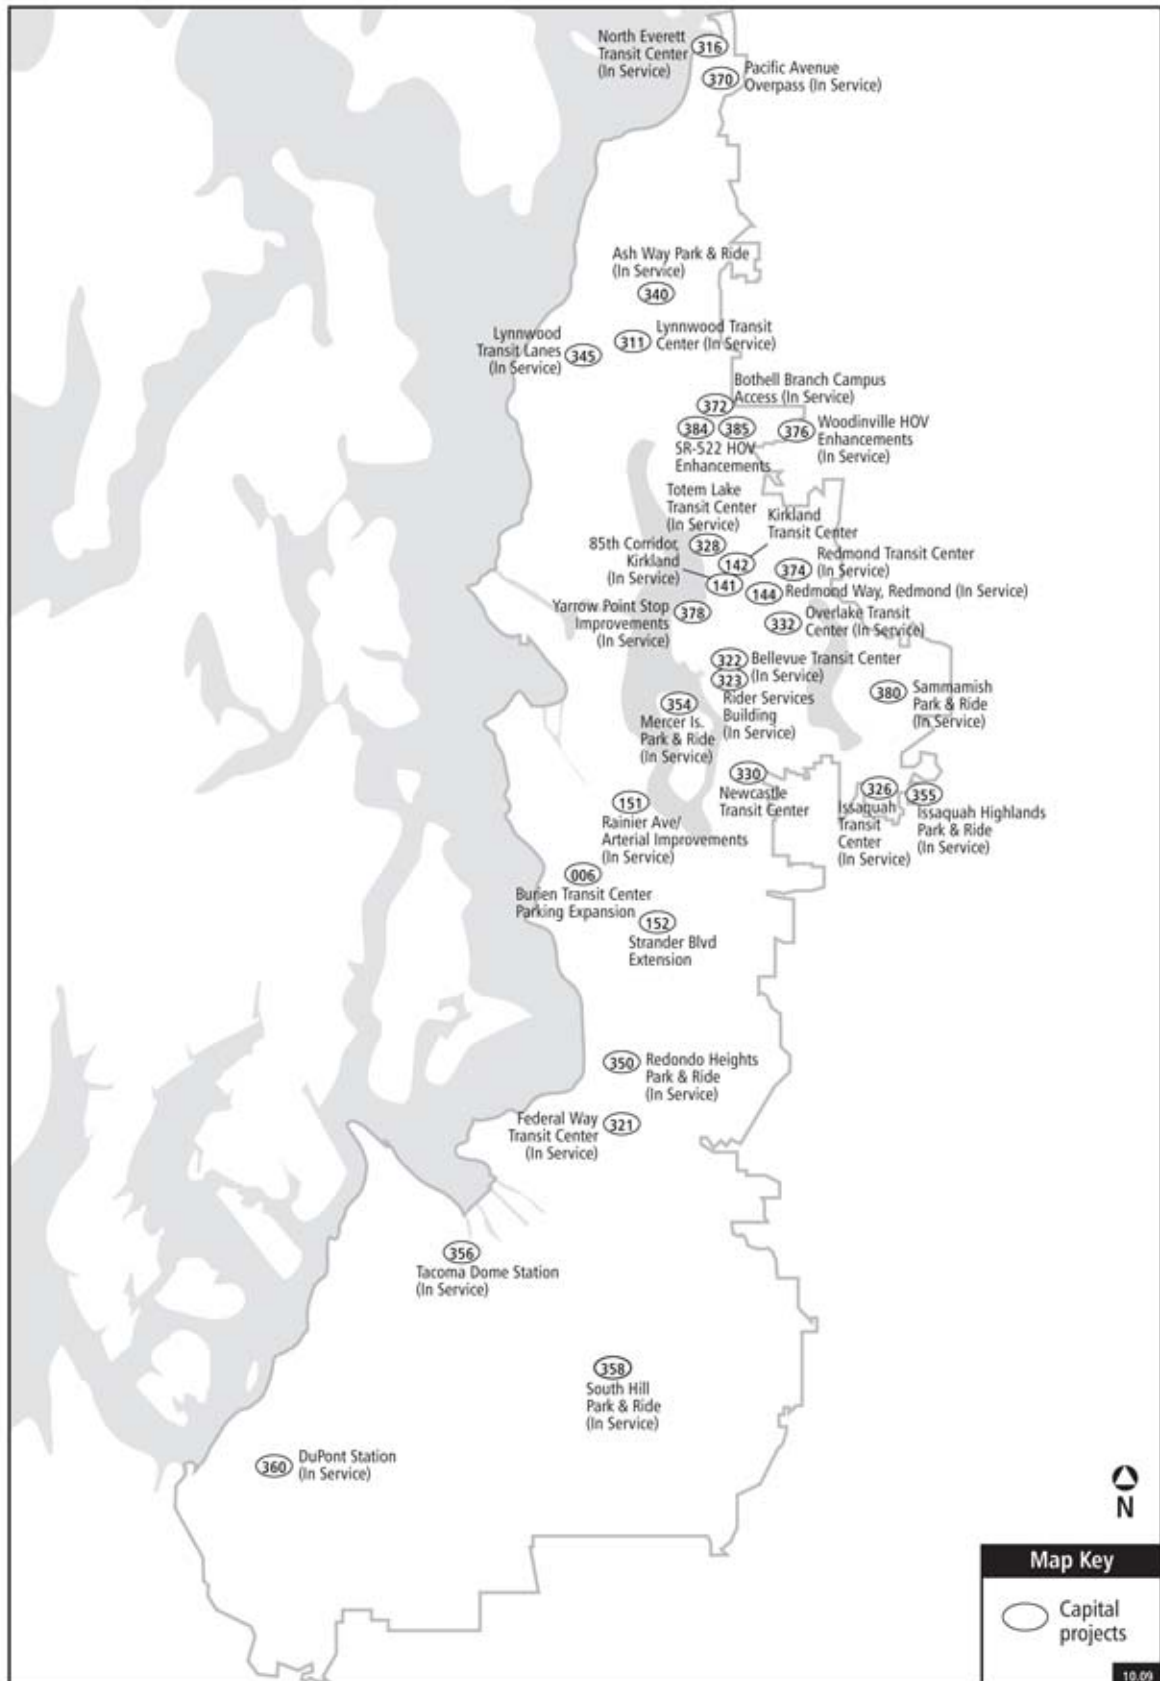 North Everett
Transit Center
(In Service)
316
370
Pacific Avenue
Overpass (In Service)
Ash Way Park & Ride
(In Service)
340
Lynnwood
Transit Lanes
(In Service)
345
311
Lynnwood Transit
Center (In Service)
Bothell Branch Campus
Access (In Service)
372
384
385
SR-522 HOV
Enhancements
376
Woodinville HOV
Enhancements
(In Service)
Totem Lake
Transit Center
(In Service)
328
Kirkland
Transit Center
142
85th Corridor,
Kirkland
(In Service)
141
374
Redmond Transit Center
(In Service)
144
Redmond Way, Redmond (In Service)
Yarrow Point Stop
Improvements
(In Service)
378
332
Overlake Transit
Center (In Service)
322
Bellevue Transit Center
(In Service)
323
Rider Services
Building
(In Service)
380
Sammamish
Park & Ride
(In Service)
354
Mercer Is.
Park & Ride
(In Service)
330
Newcastle
Transit Center
326
Issaquah
Transit
Center
(In Service)
355
Issaquah Highlands
Park & Ride
(In Service)
151
Rainier Ave/
Arterial Improvements
(In Service)
006
Burien Transit Center
Parking Expansion
152
Strander Blvd
Extension
350
Redondo Heights
Park & Ride
(In Service)
Federal Way
Transit Center
(In Service)
321
356
Tacoma Dome Station
(In Service)
358
South Hill
Park & Ride
(In Service)
360
DuPont Station
(In Service)
N
Map Key
Capital
projects
10.09